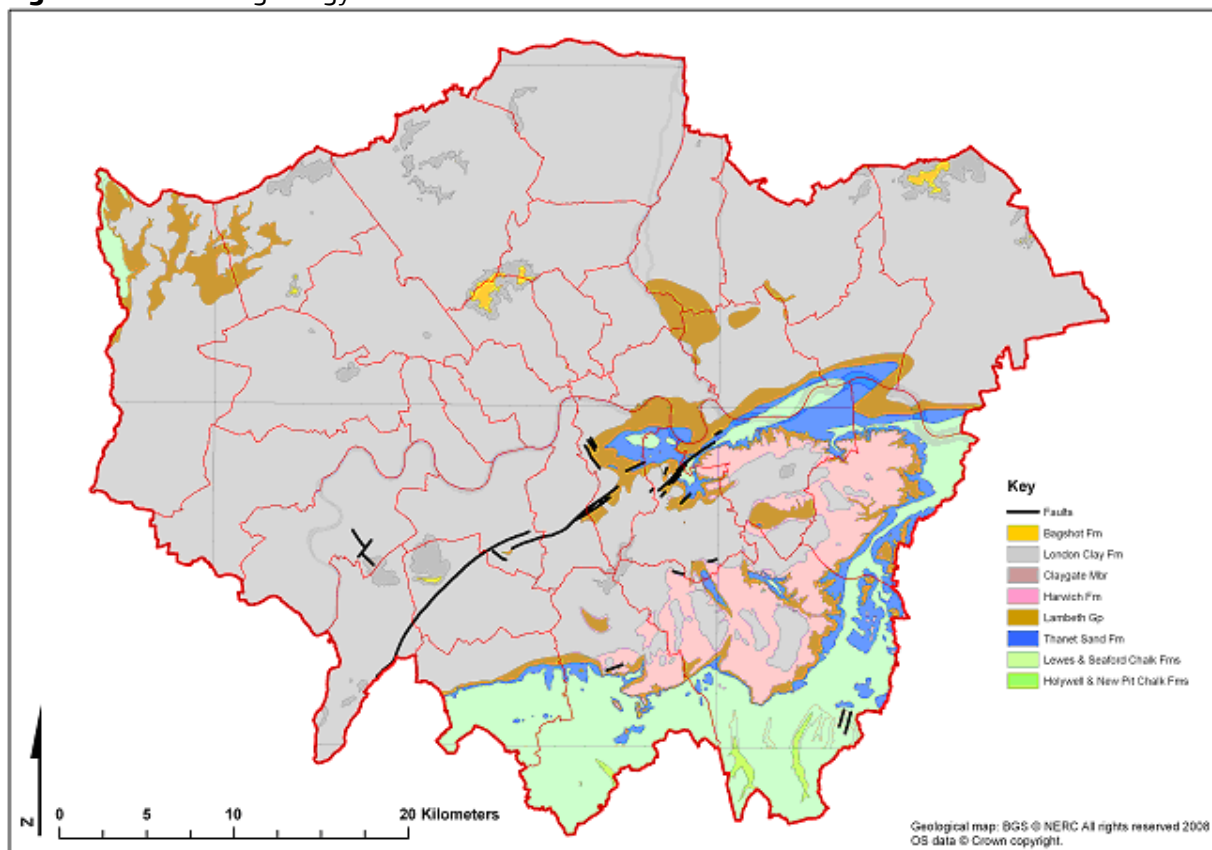 Key
Faults
Bagshot Fm
London Clay Fm
Claygate Mbr
Harwich Fm
Lambeth Gp
Thanet Sand Fm
Lewes & Seaford Chalk Fms
Holywell & New Pit Chalk Fms
N
0 5 10 20 Kilometers
Geological map: BGS © NERC All rights reserved 2008
OS data © Crown copyright.